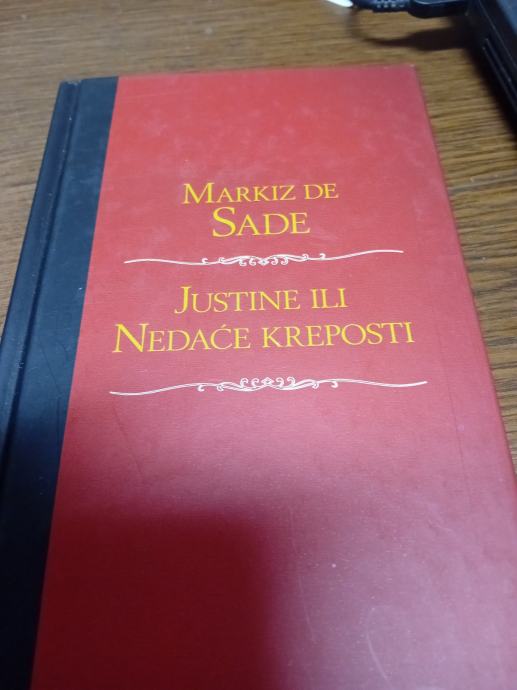 MARKIZ DE
SADE
JUSTINE ILI
NEDAĆE KREPOSTI